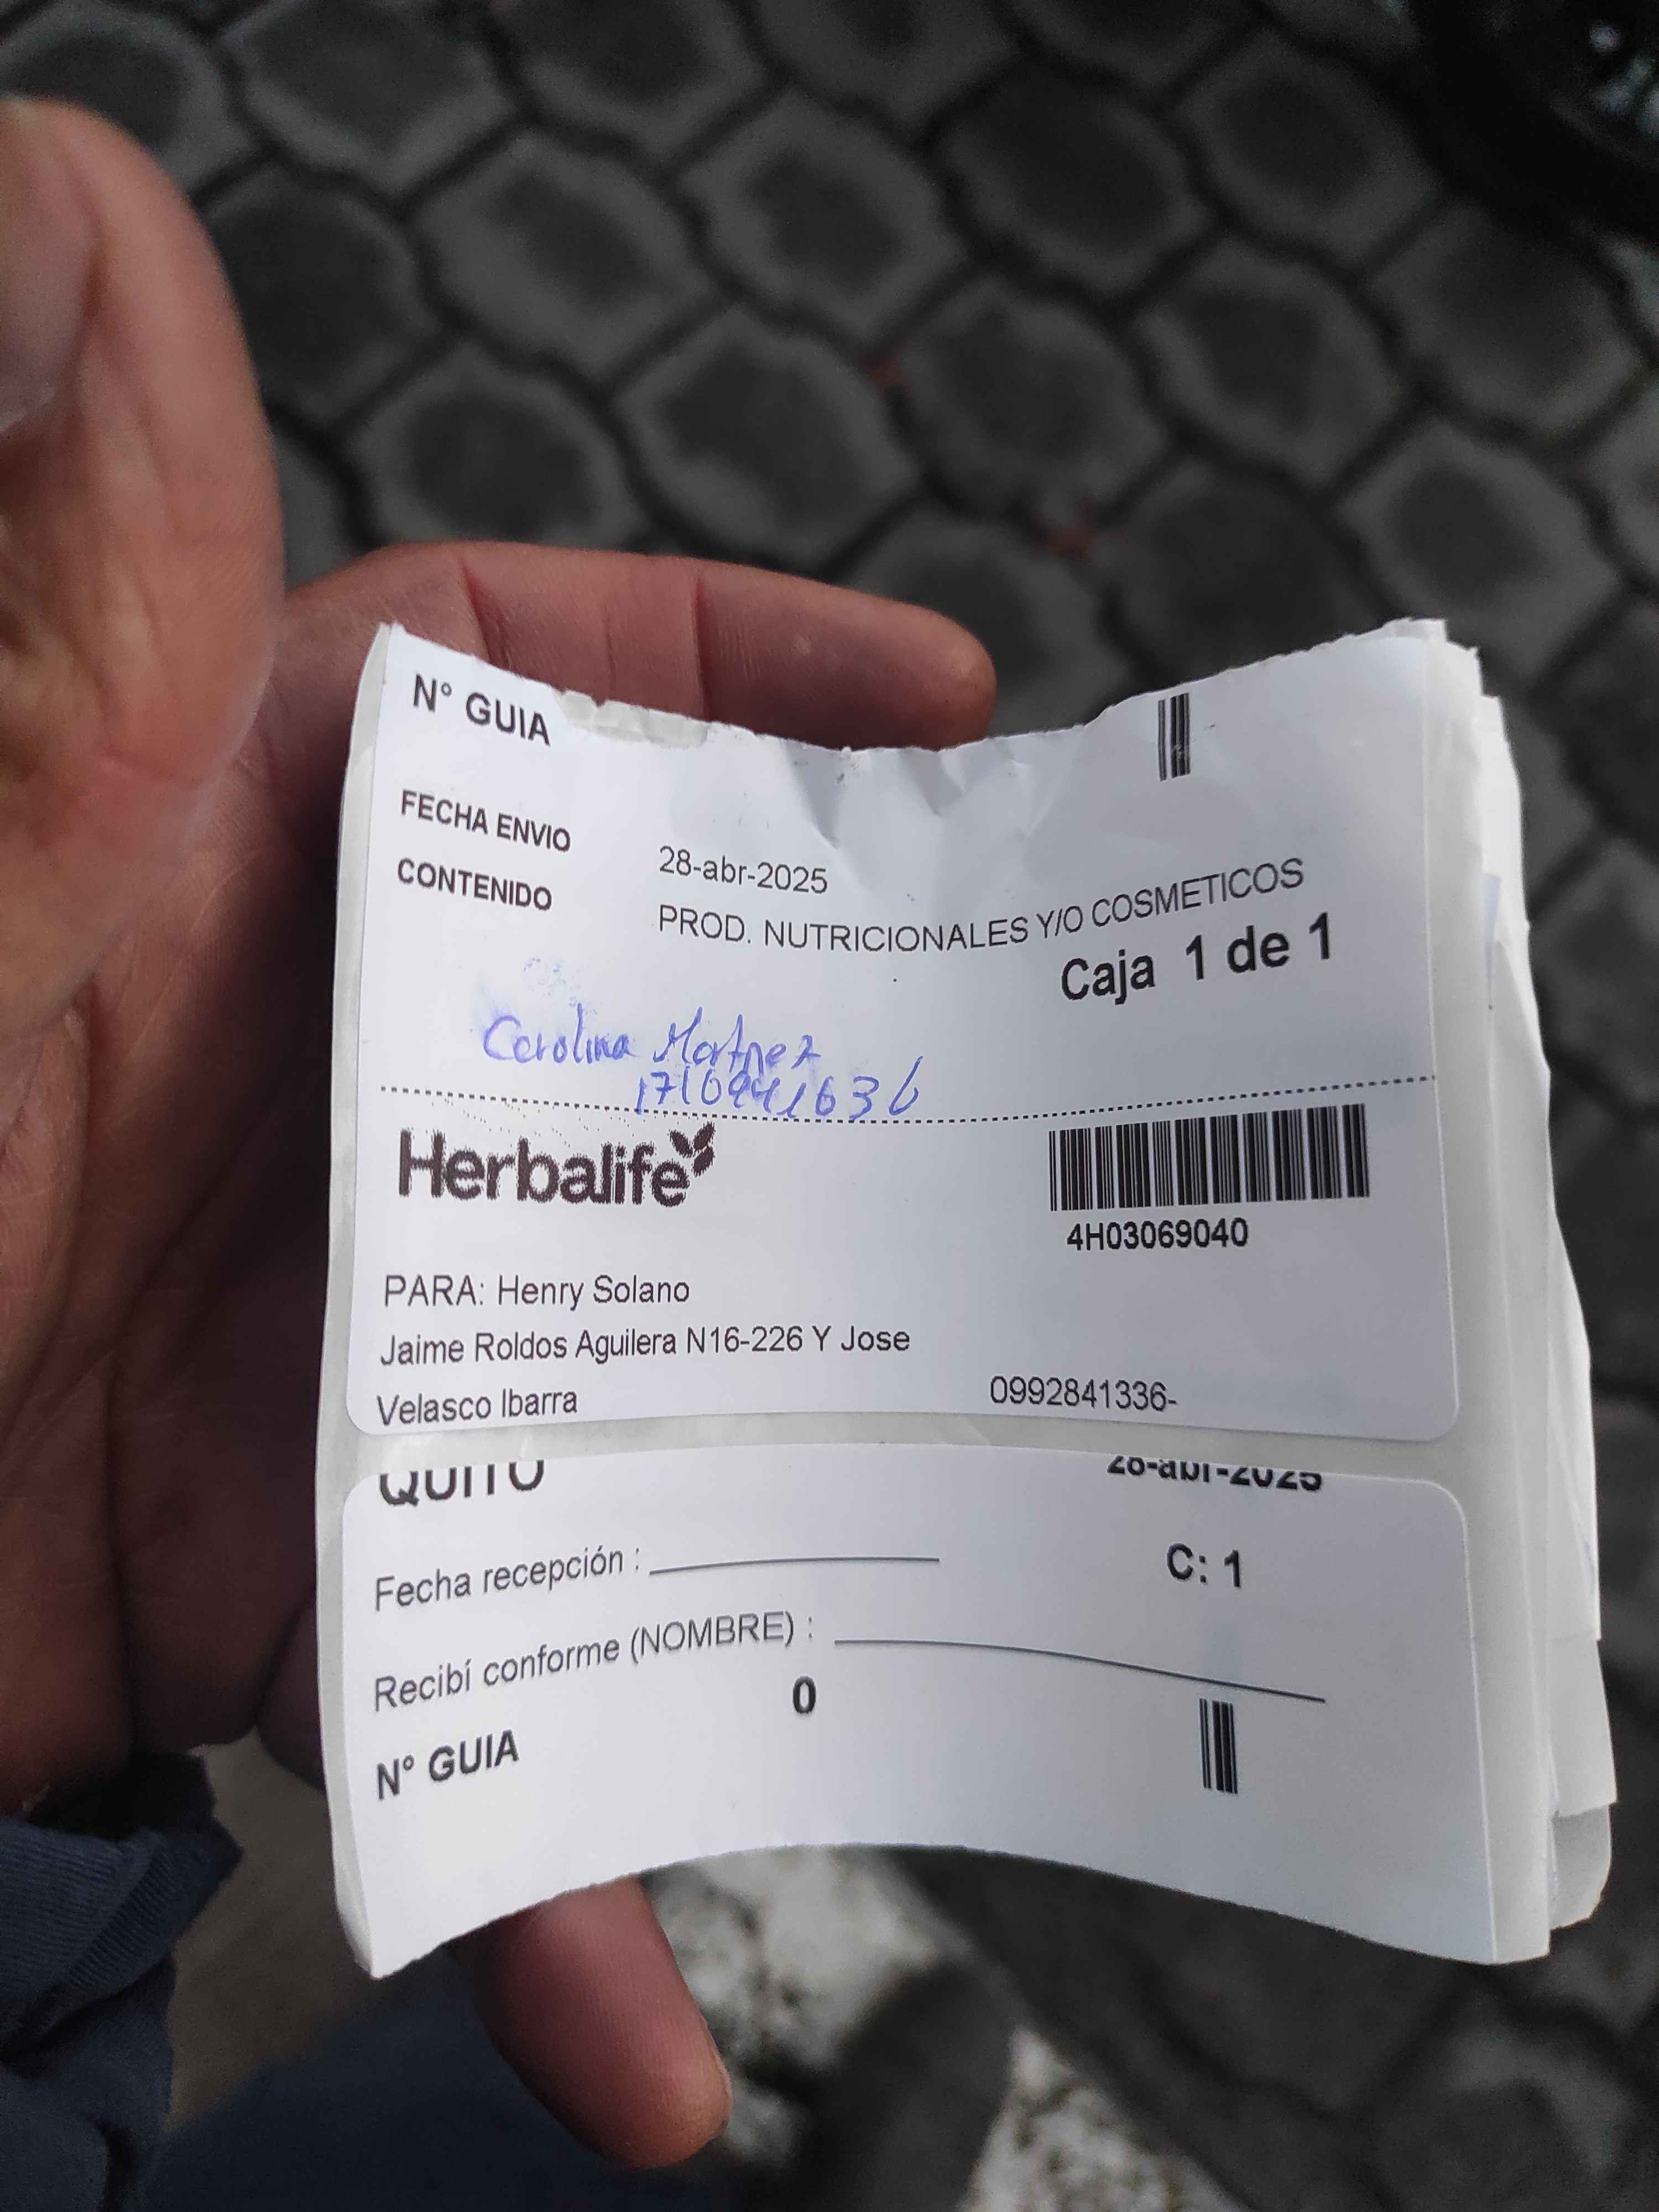 N° GUIA
FECHA ENVIO 28-abr-2025
CONTENIDO PROD. NUTRICIONALES Y/O COSMETICOS
Caja 1 de 1
Carolina Martnez
Herbalife
4H03069040
PARA: Henry Solano
Jaime Roldos Aguilera N16-226 Y Jose
Velasco Ibarra 0992841336-
QUITO 28-abr-2025
Fecha recepción : C: 1
Recibí conforme (NOMBRE) :
0
N° GUIA